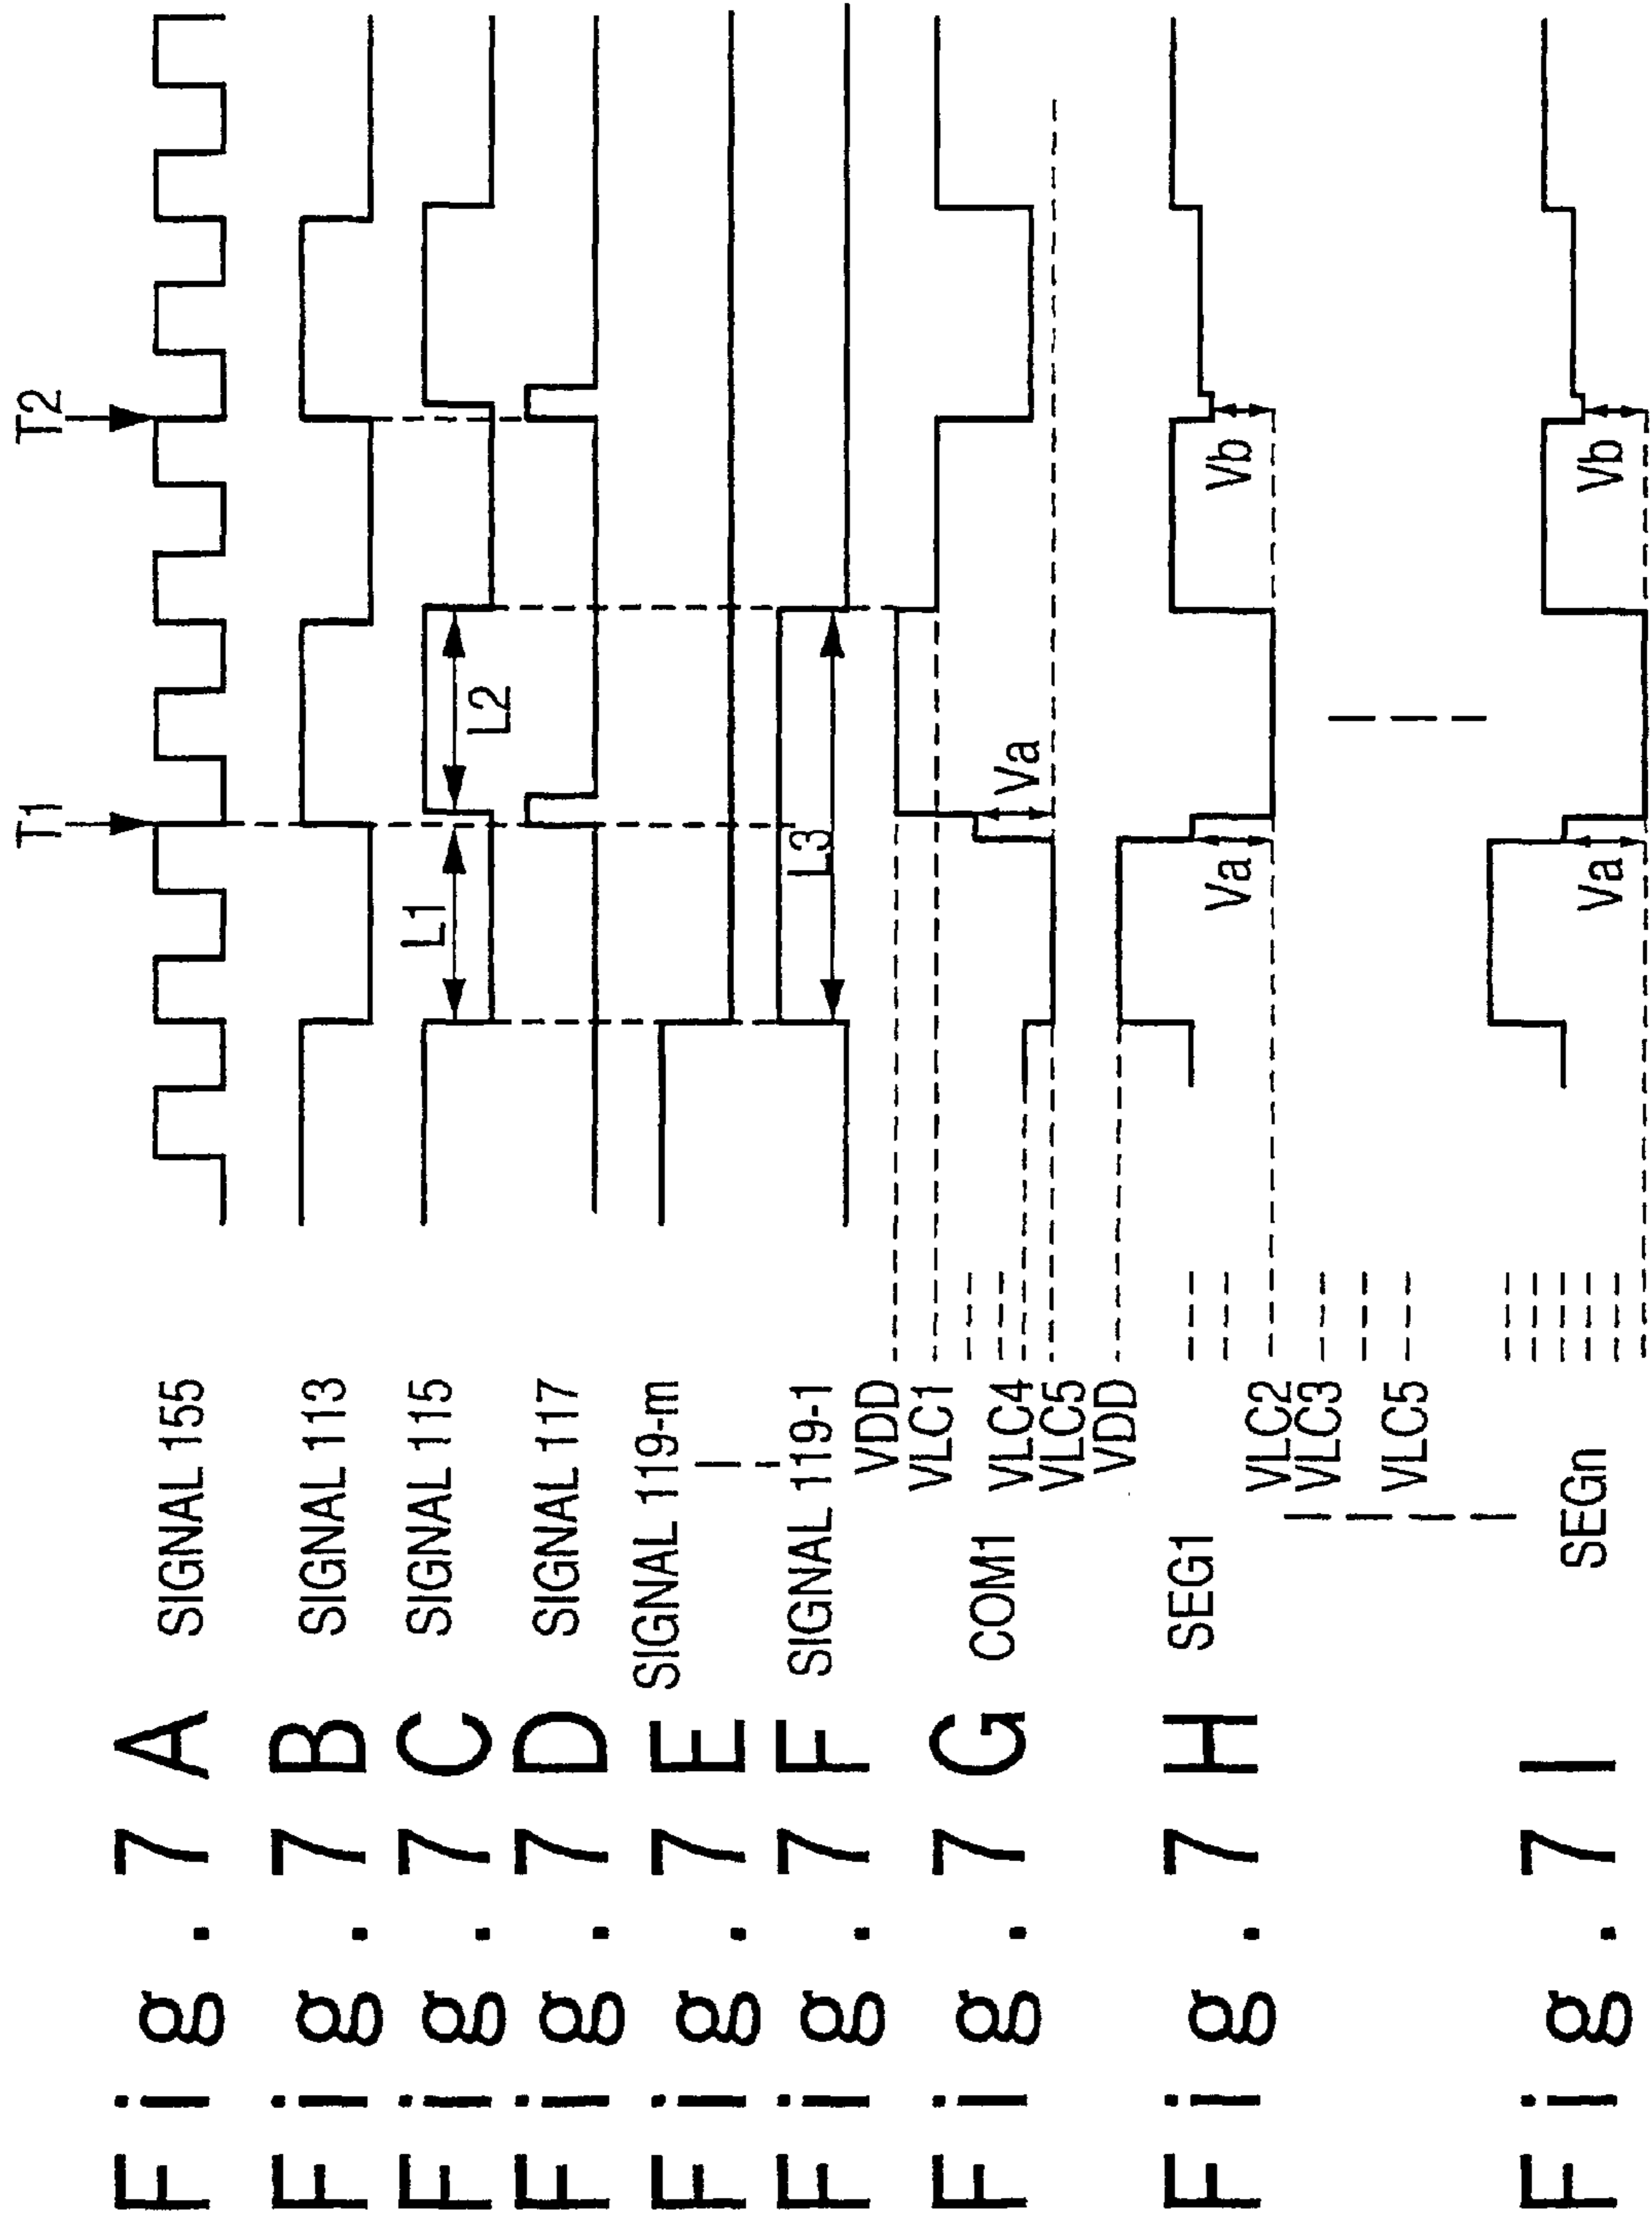 T1
T2
Fig.7A SIGNAL 155
Fig.7B SIGNAL 113
Fig.7C SIGNAL 115
L1
L2
Fig.7D SIGNAL 117
Fig.7E SIGNAL 119-m
Fig.7F SIGNAL 119-1
L3
Fig.7G COM1
VDD
VLC1
VLC4
VLC5
Va
Fig.7H SEG1
VDD
VLC2
VLC3
VLC5
Va
Vb
Fig.7I SEGn
Va
Vb